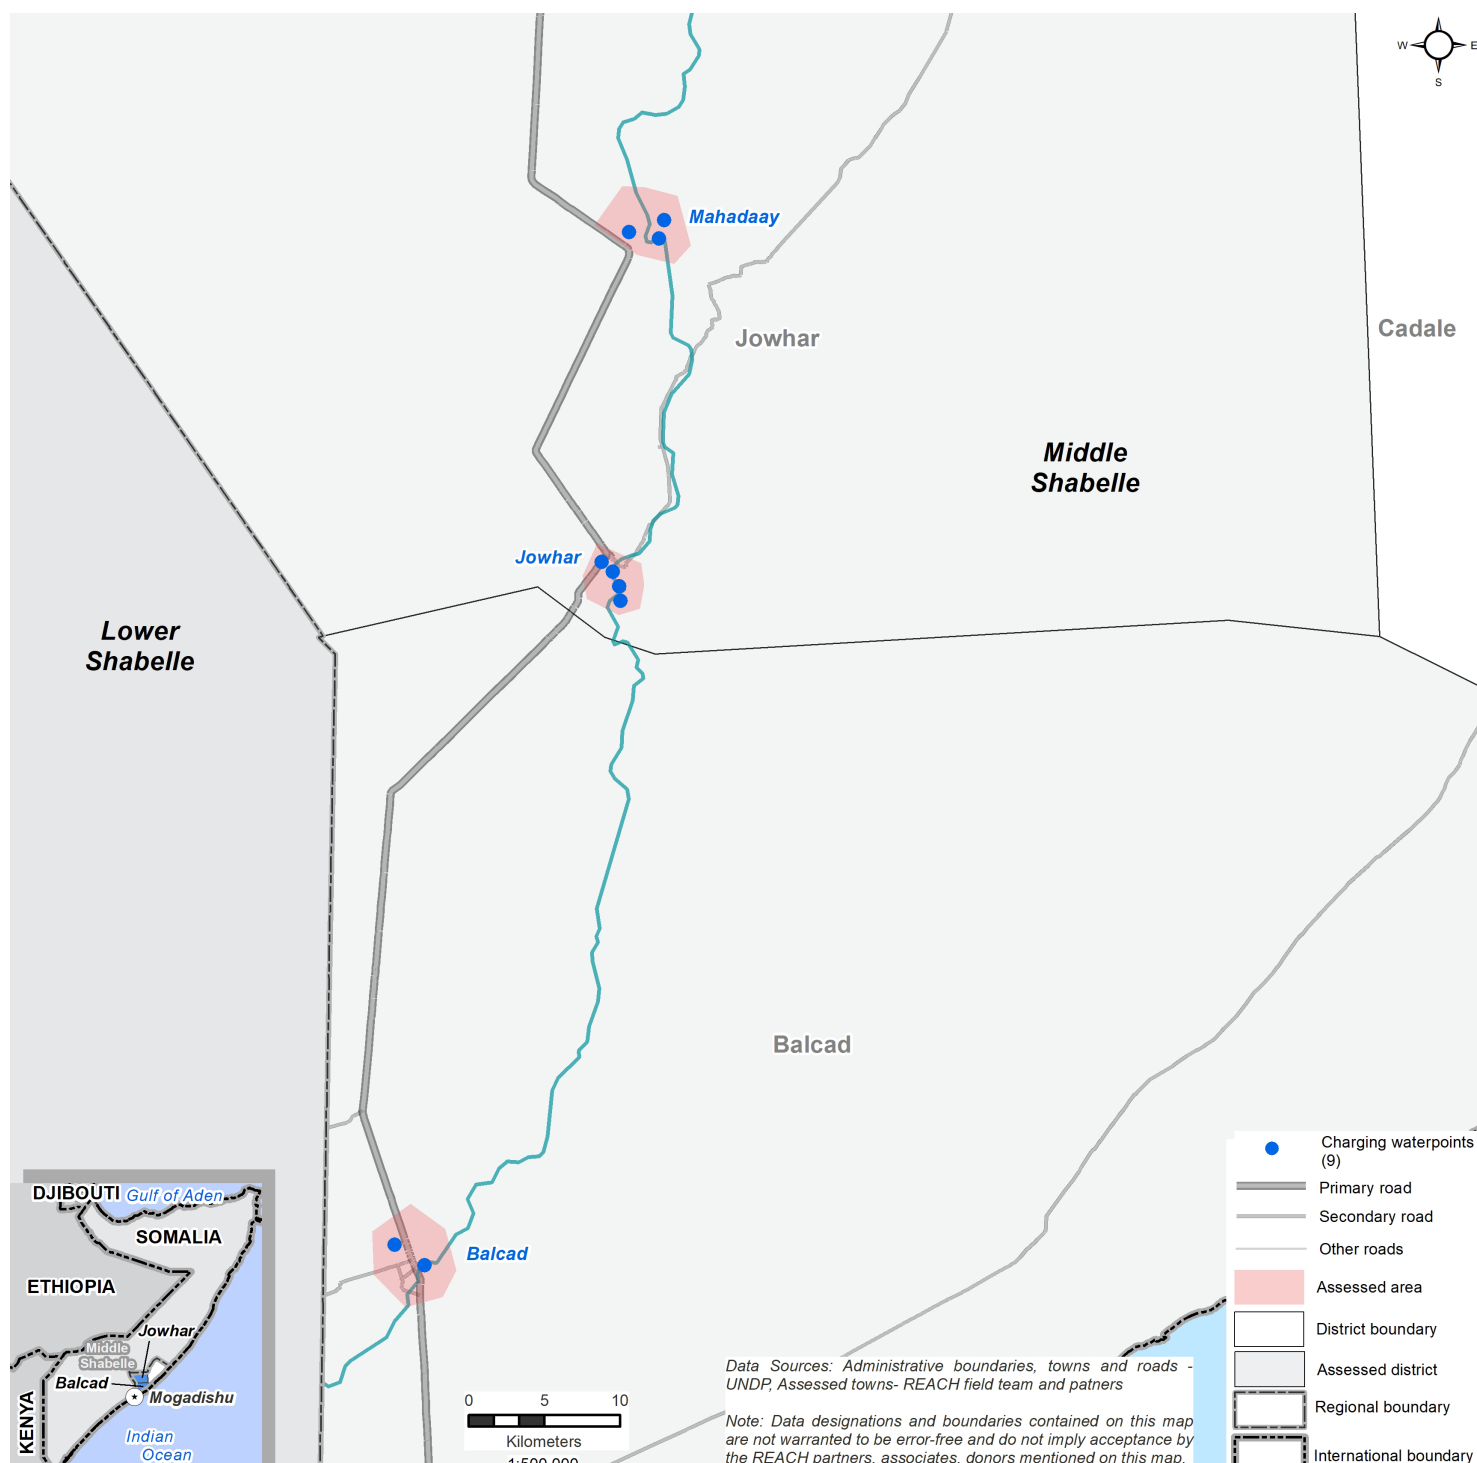 W
E
S
Mahadaay
Jowhar
Cadale
Middle
Shabelle
Jowhar
Lower
Shabelle
Balcad
Balcad
DJIBOUTI
Gulf of Aden
SOMALIA
ETHIOPIA
Jowhar
Middle
Shabelle
Balcad
Mogadishu
KENYA
Indian
Ocean
0 5 10
Kilometers
1:500,000
Data Sources: Administrative boundaries, towns and roads -
UNDP, Assessed towns- REACH field team and patners
Note: Data designations and boundaries contained on this map
are not warranted to be error-free and do not imply acceptance by
the REACH partners, associates, donors mentioned on this map.
Charging waterpoints
(9)
Primary road
Secondary road
Other roads
Assessed area
District boundary
Assessed district
Regional boundary
International boundary